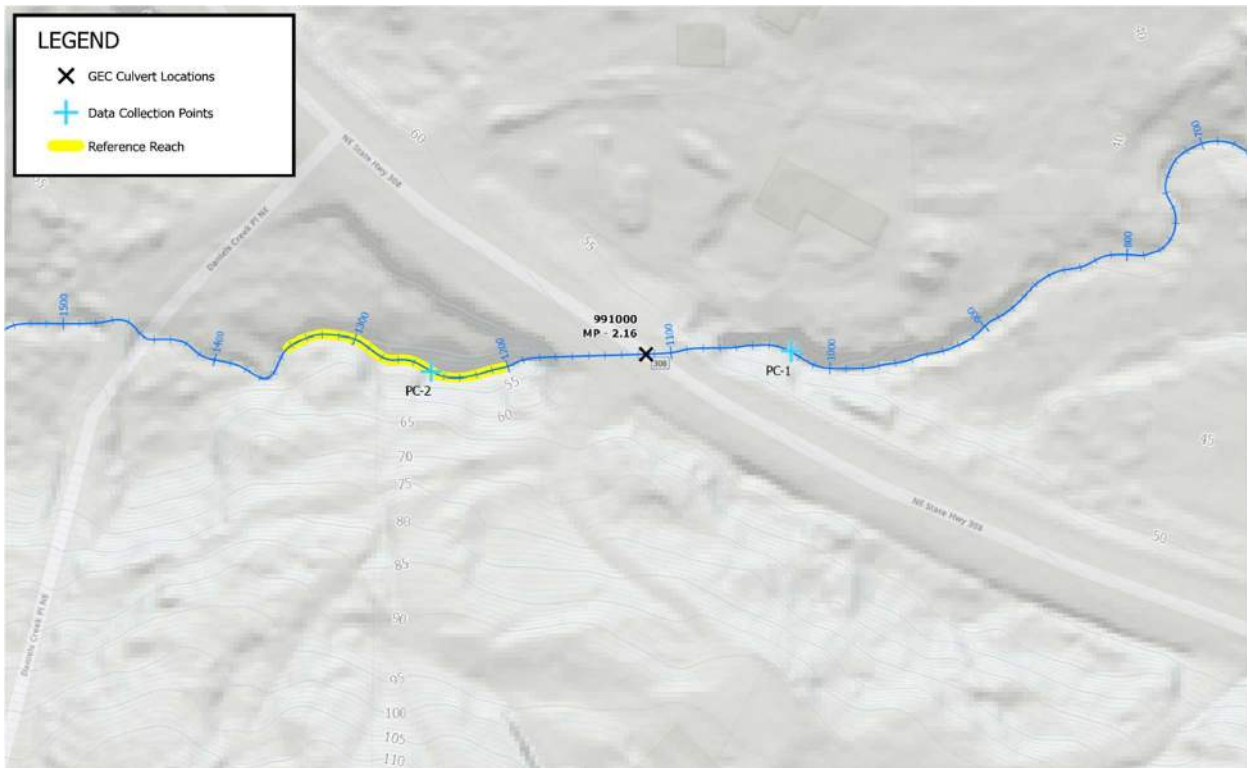 LEGEND
GEC Culvert Locations
Data Collection Points
Reference Reach
NE State Hwy 308
60
55
Daniels Creek Pl NE
700
800
900
1000
1100
1200
1300
1400
1500
991000
MP - 2.16
308
PC-1
PC-2
55
60
65
70
75
80
85
90
95
100
105
110
45
50
NE State Hwy 308
Daniels Creek Pl NE